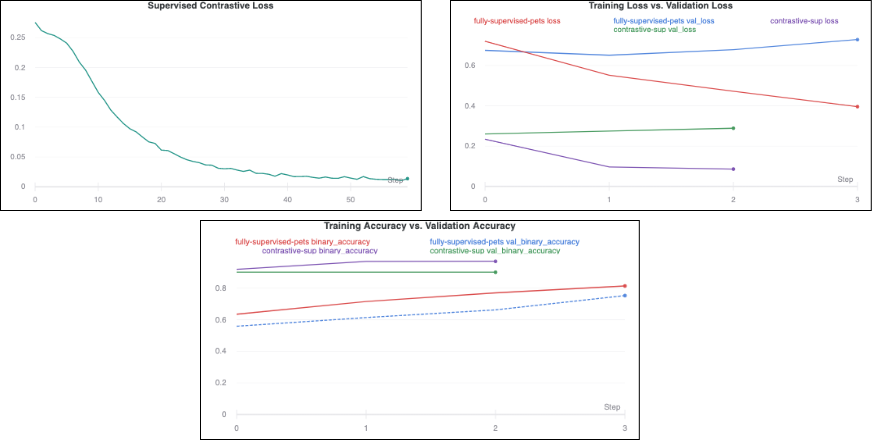 Supervised Contrastive Loss
0.25
0.2
0.15
0.1
0.05
0
Step
0 10 20 30 40 50
Training Loss vs. Validation Loss
fully-supervised-pets loss fully-supervised-pets val_loss contrastive-sup loss
contrastive-sup val_loss
0.6
0.4
0.2
0
Step
0 1 2 3
Training Accuracy vs. Validation Accuracy
fully-supervised-pets binary_accuracy fully-supervised-pets val_binary_accuracy
contrastive-sup binary_accuracy contrastive-sup val_binary_accuracy
0.8
0.6
0.4
0.2
0
Step
0 1 2 3